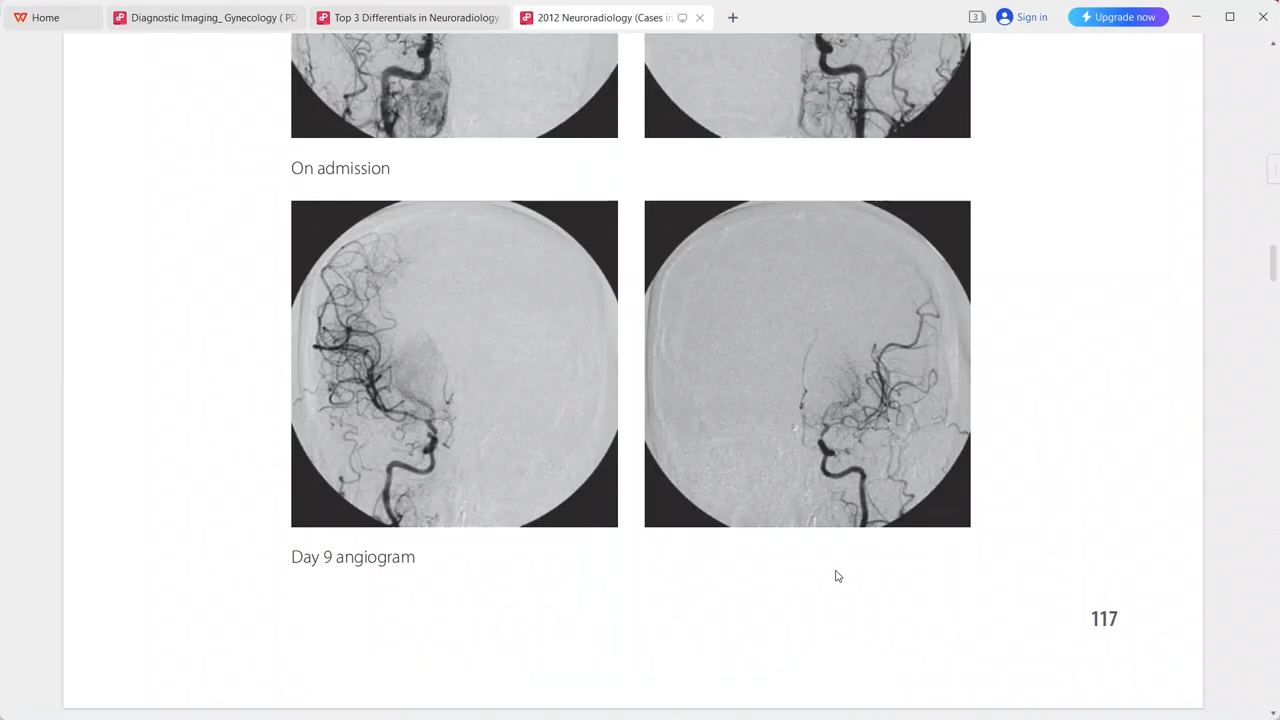 Home
Diagnostic Imaging_ Gynecology ( PD
Top 3 Differentials in Neuroradiology
2012 Neuroradiology (Cases in
3
Sign in
Upgrade now
On admission
Day 9 angiogram
117